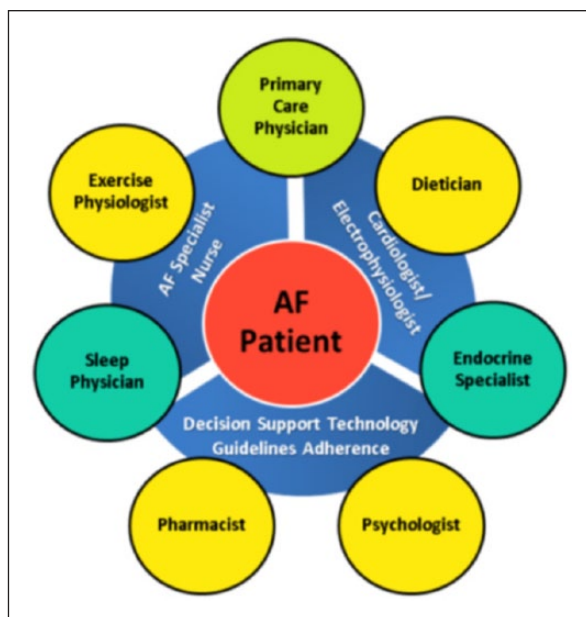 Primary
Care
Physician
Exercise
Physiologist
Dietician
AF Specialist
Nurse
Cardiologist/
Electrophysiologist
AF
Patient
Sleep
Physician
Endocrine
Specialist
Decision Support Technology
Guidelines Adherence
Pharmacist
Psychologist